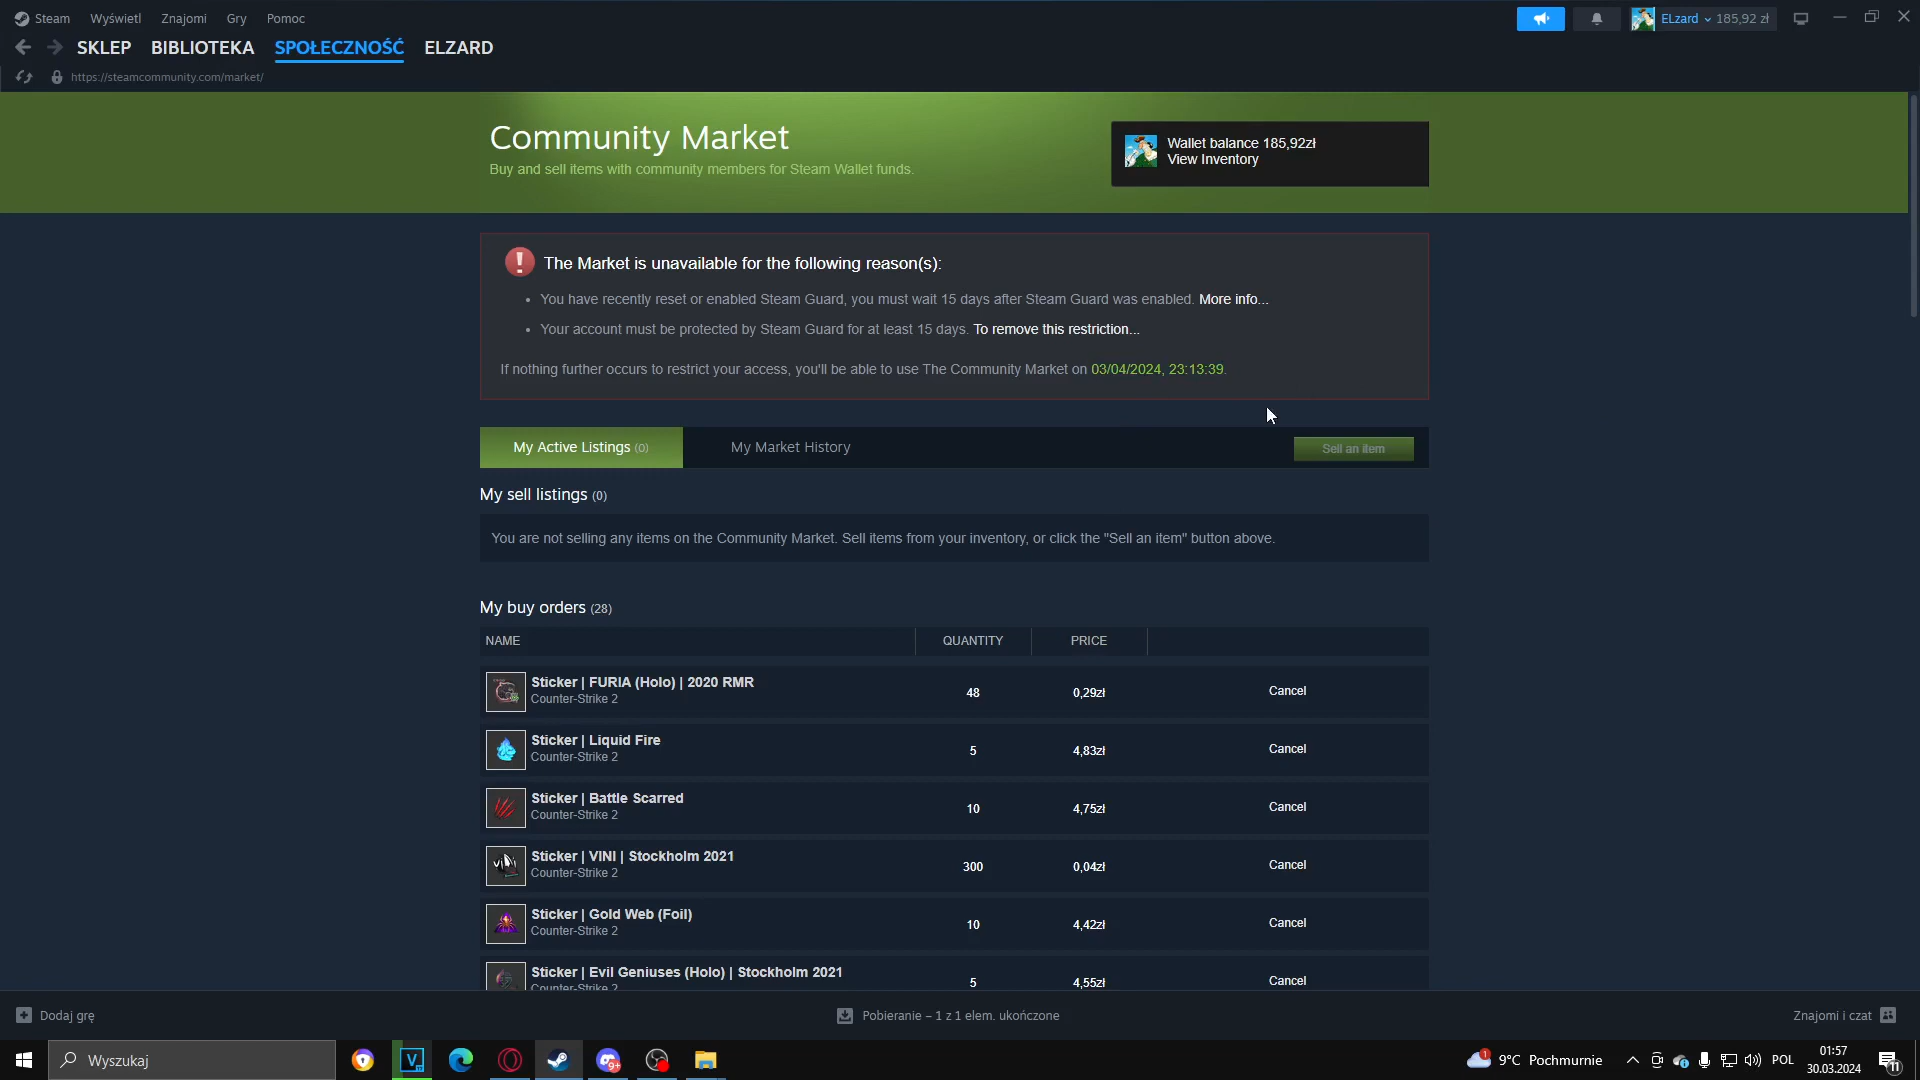 Steam Wyświetl Znajomi Gry Pomoc
ELzard 185,92 zł
SKLEP BIBLIOTEKA SPOŁECZNOŚĆ ELZARD
https://steamcommunity.com/market/
Community Market
Buy and sell items with community members for Steam Wallet funds.
Wallet balance 185,92zł
View Inventory
The Market is unavailable for the following reason(s):
• You have recently reset or enabled Steam Guard, you must wait 15 days after Steam Guard was enabled. More info...
• Your account must be protected by Steam Guard for at least 15 days. To remove this restriction...
If nothing further occurs to restrict your access, you'll be able to use The Community Market on 03/04/2024, 23:13:39.
My Active Listings (0) My Market History Sell an item
My sell listings (0)
You are not selling any items on the Community Market. Sell items from your inventory, or click the "Sell an item" button above.
My buy orders (28)
NAME QUANTITY PRICE
Sticker | FURIA (Holo) | 2020 RMR
Counter-Strike 2
48 0,29zł Cancel
Sticker | Liquid Fire
Counter-Strike 2
5 4,83zł Cancel
Sticker | Battle Scarred
Counter-Strike 2
10 4,75zł Cancel
Sticker | VINI | Stockholm 2021
Counter-Strike 2
300 0,04zł Cancel
Sticker | Gold Web (Foil)
Counter-Strike 2
10 4,42zł Cancel
Sticker | Evil Geniuses (Holo) | Stockholm 2021
Counter-Strike 2
5 4,55zł Cancel
Dodaj grę Pobieranie – 1 z 1 elem. ukończone Znajomi i czat
Wyszukaj
V
9+
1
9°C Pochmurnie
POL
01:57
30.03.2024
11